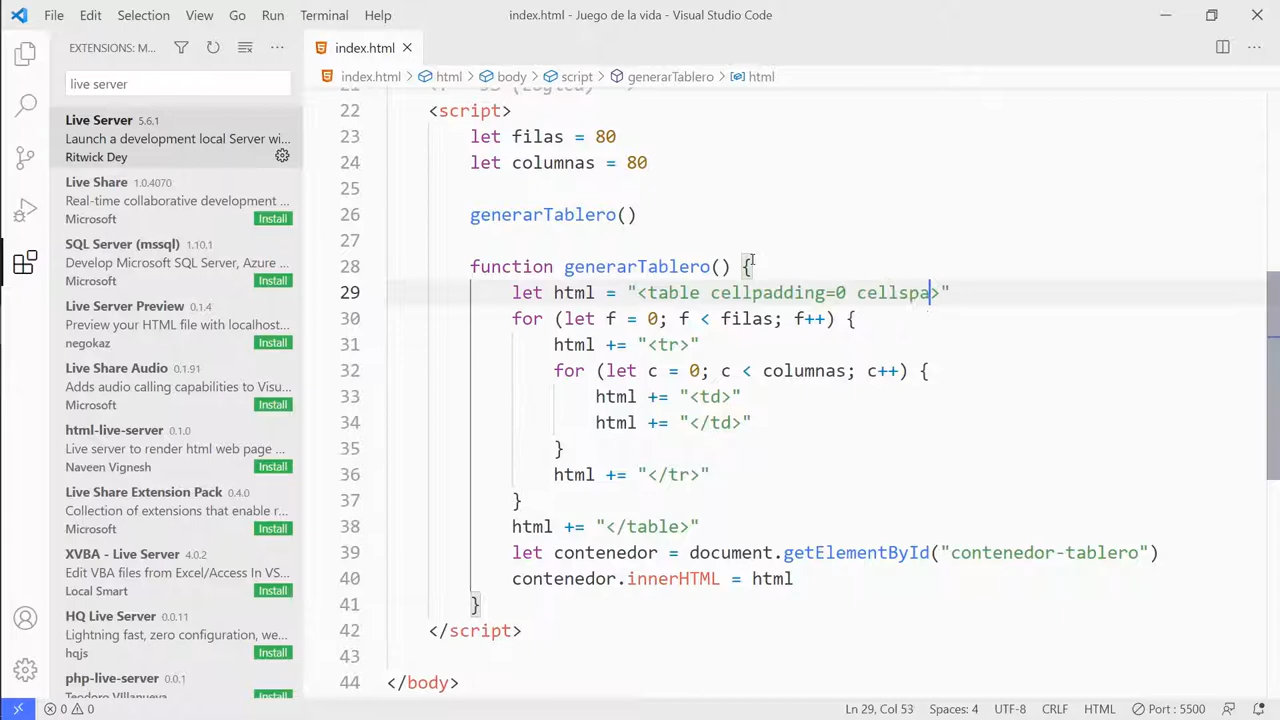 File Edit Selection View Go Run Terminal Help
index.html - Juego de la vida - Visual Studio Code
EXTENSIONS: M...
live server
Live Server 5.6.1
Launch a development local Server wi...
Ritwick Dey
Live Share 1.0.4070
Real-time collaborative development ...
Microsoft Install
SQL Server (mssql) 1.10.1
Develop Microsoft SQL Server, Azure ...
Microsoft Install
Live Server Preview 0.1.4
Preview your HTML file with localhost...
negokaz Install
Live Share Audio 0.1.91
Adds audio calling capabilities to Visu...
Microsoft Install
html-live-server 0.1.0
Live server to render html web page ...
Naveen Vignesh Install
Live Share Extension Pack 0.4.0
Collection of extensions that enable r...
Microsoft Install
XVBA - Live Server 4.0.2
Edit VBA files from Excel/Access In VS...
Local Smart Install
HQ Live Server 0.0.11
Lightning fast, zero configuration, we...
hqjs Install
php-live-server 0.0.1
Teodoro VIllanueva
index.html
index.html > html > body > script > generarTablero > html
21
22 <script>
23 let filas = 80
24 let columnas = 80
25
26 generarTablero()
27
28 function generarTablero() {
29 let html = "<table cellpadding=0 cellspa>"
30 for (let f = 0; f < filas; f++) {
31 html += "<tr>"
32 for (let c = 0; c < columnas; c++) {
33 html += "<td>"
34 html += "</td>"
35 }
36 html += "</tr>"
37 }
38 html += "</table>"
39 let contenedor = document.getElementById("contenedor-tablero")
40 contenedor.innerHTML = html
41 }
42 </script>
43
44 </body>
0 0 Ln 29, Col 53 Spaces: 4 UTF-8 CRLF HTML Port : 5500